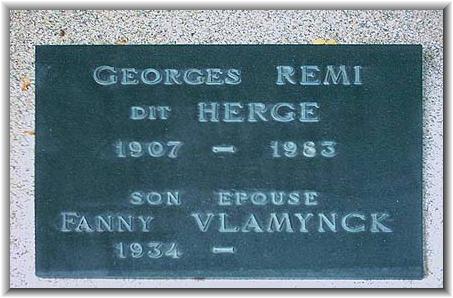 GEORGES REMI
DIT HERGE
1907 - 1983
SON EPOUSE
FANNY VLAMYNCK
1934 -